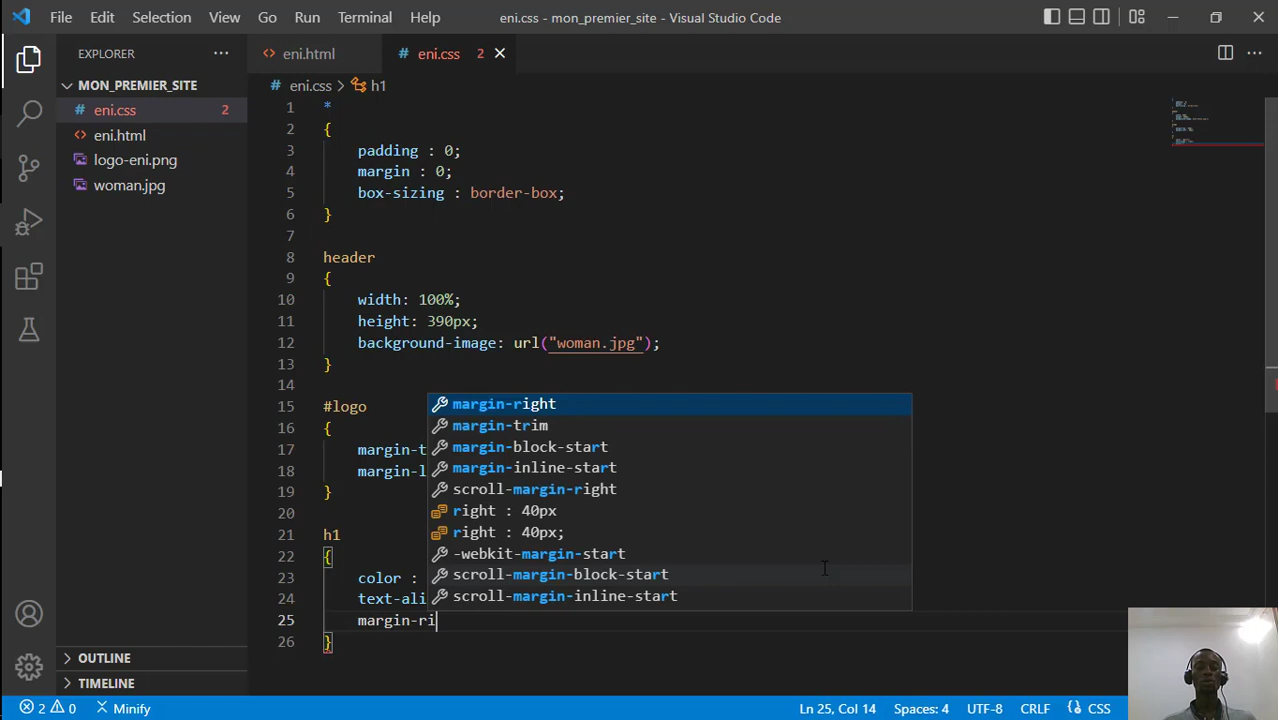 File Edit Selection View Go Run Terminal Help eni.css - mon_premier_site - Visual Studio Code
EXPLORER ··· <> eni.html # eni.css 2
MON_PREMIER_SITE # eni.css > h1
# eni.css 2
<> eni.html
logo-eni.png
woman.jpg
1 *
2 {
3 padding : 0;
4 margin : 0;
5 box-sizing : border-box;
6 }
7
8 header
9 {
10 width: 100%;
11 height: 390px;
12 background-image: url("woman.jpg");
13 }
14
15 #logo
16 {
17 margin-t
18 margin-l
19 }
20
21 h1
22 {
23 color :
24 text-ali
25 margin-ri
26 }
margin-right
margin-trim
margin-block-start
margin-inline-start
scroll-margin-right
right : 40px
right : 40px;
-webkit-margin-start
scroll-margin-block-start
scroll-margin-inline-start
OUTLINE
TIMELINE
2 0 Minify Ln 25, Col 14 Spaces: 4 UTF-8 CRLF CSS